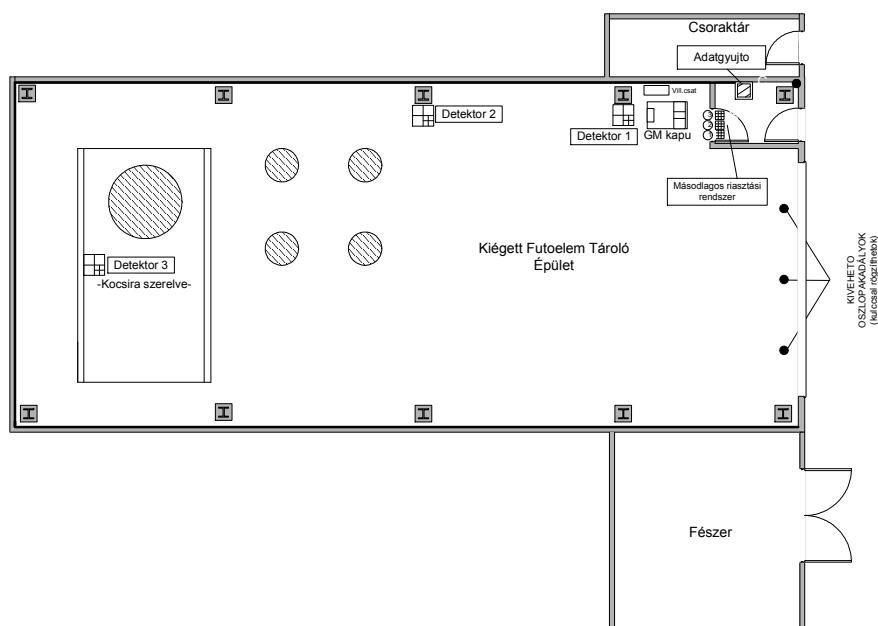 Csoraktár
Adatgyujto
Vill.csat
Detektor 2
Detektor 1
GM kapu
Másodlagos riasztási
rendszer
Kiégett Futoelem Tároló
Épület
Detektor 3
-Kocsira szerelve-
KIVEHETO
OSZLOPAKADÁLYOK
(kulccsal rögzíthetok)
Fészer